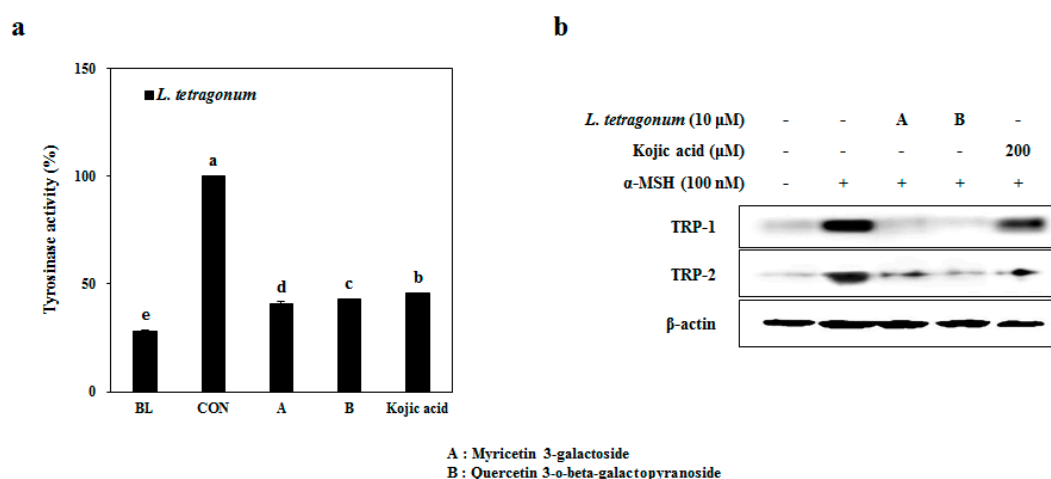 a
150
100
50
0
Tyrosinase activity (%)
L. tetragonum
e
a
d
c
b
BL CON A B Kojic acid
b
L. tetragonum (10 μM) - - A B -
Kojic acid (μM) - - - - 200
α-MSH (100 nM) - + + + +
TRP-1
TRP-2
β-actin
A : Myricetin 3-galactoside
B : Quercetin 3-o-beta-galactopyranoside